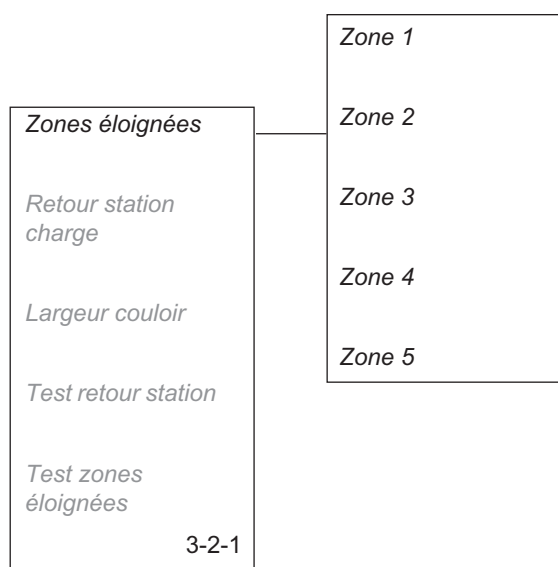 Zones éloignées
Retour station
charge
Largeur couloir
Test retour station
Test zones
éloignées
3-2-1
Zone 1
Zone 2
Zone 3
Zone 4
Zone 5